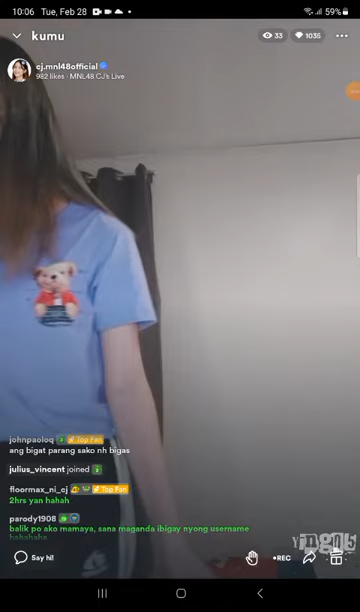 10:06 Tue, Feb 28 59%
kumu 33 1035
cj.mnl48official
982 likes · MNL48 CJ's Live
johnpaoloq Top Fan
ang bigat parang sako nh bigas
julius_vincent joined
floormax_ni_cj Top Fan
2hrs yan hahah
parody1908
balik po ako mamaya, sana maganda ibigay nyong username
hahahaha
Say hi! •REC